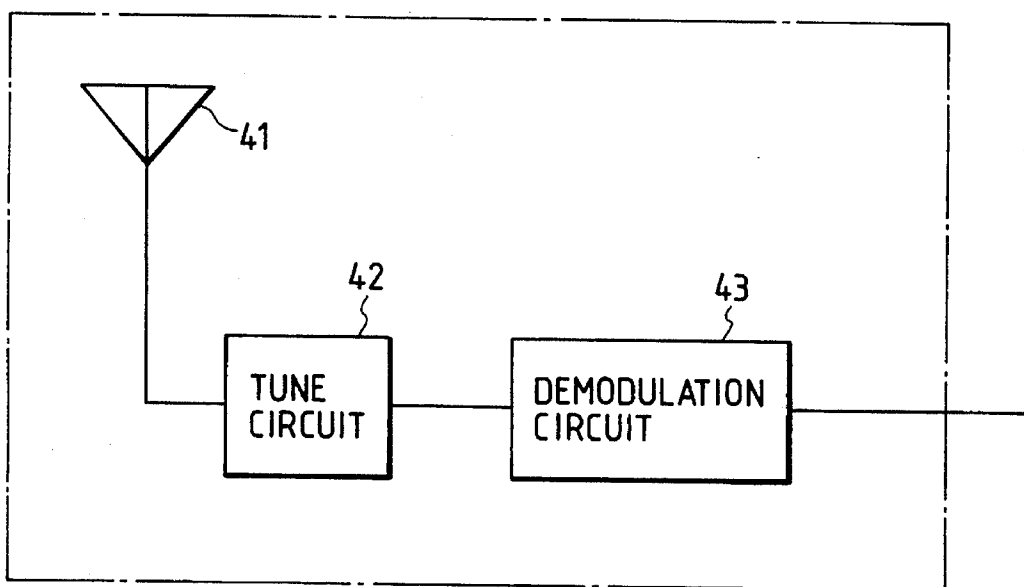 41
42
43
TUNE
CIRCUIT
DEMODULATION
CIRCUIT